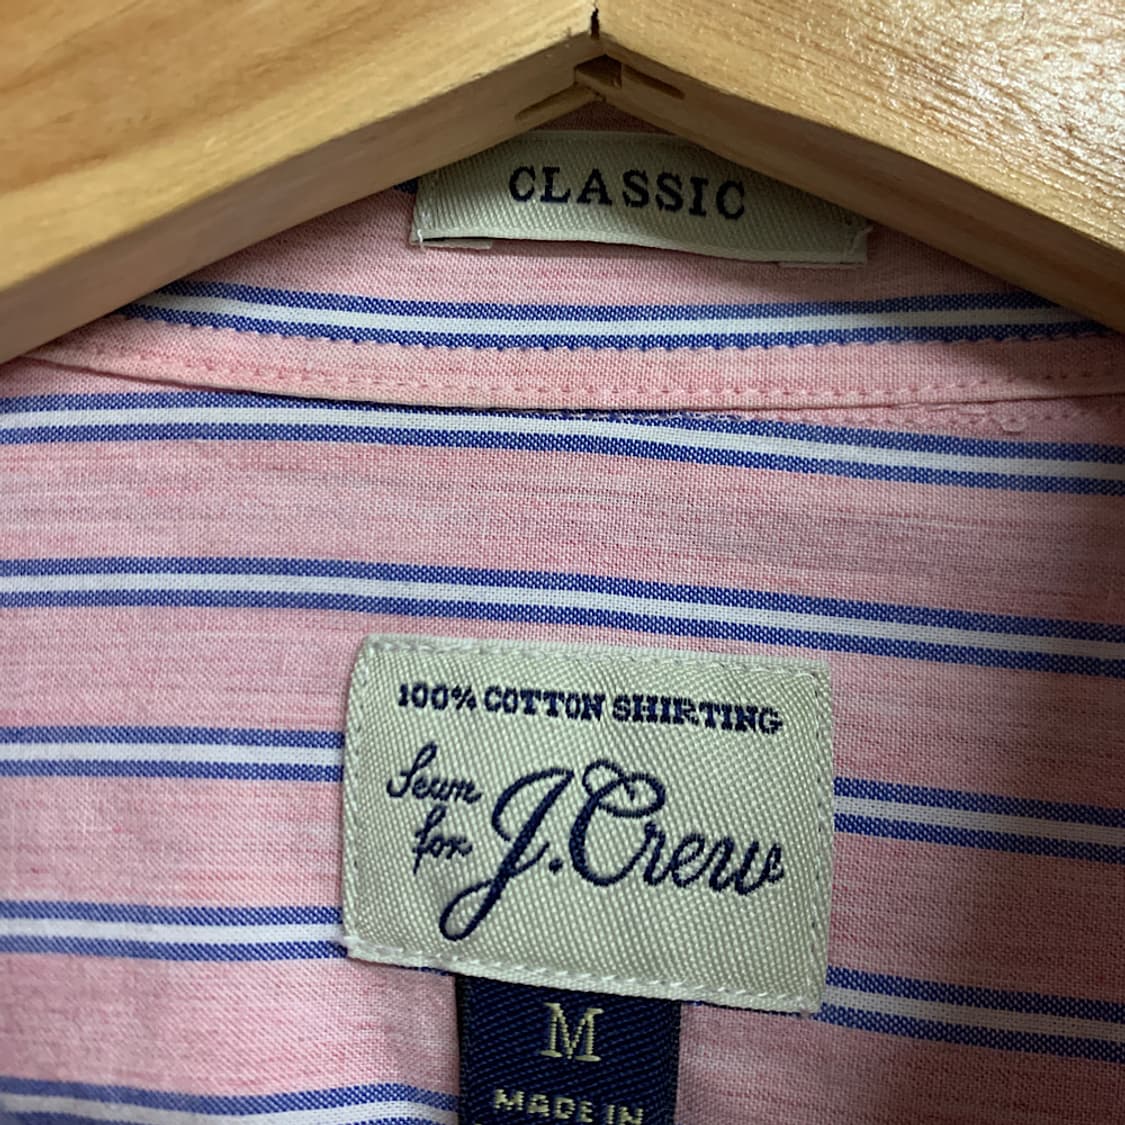 CLASSIC
100% COTTON SHIRTING
Sewn
for
J.Crew
M
MADE IN